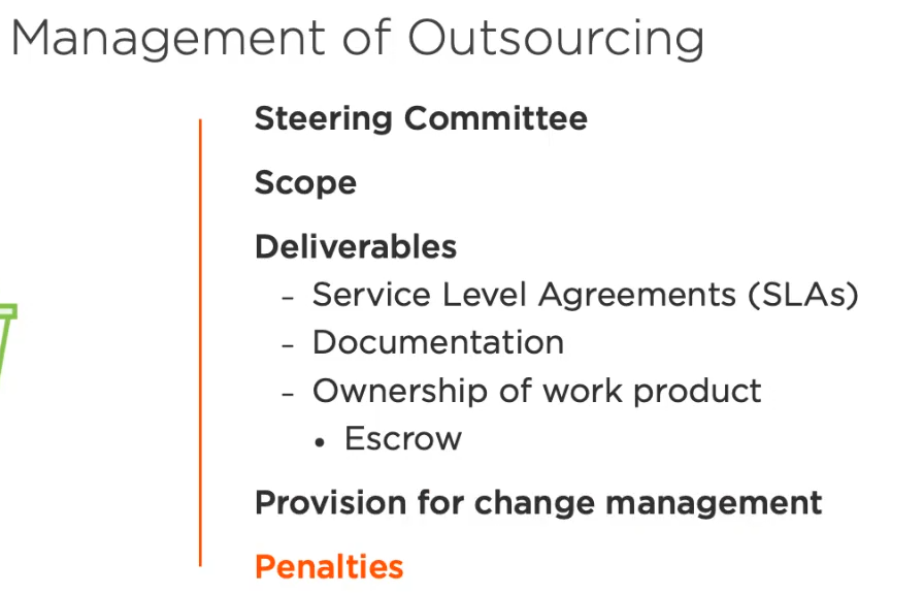 Management of Outsourcing
Steering Committee
Scope
Deliverables
- Service Level Agreements (SLAs)
- Documentation
- Ownership of work product
• Escrow
Provision for change management
Penalties